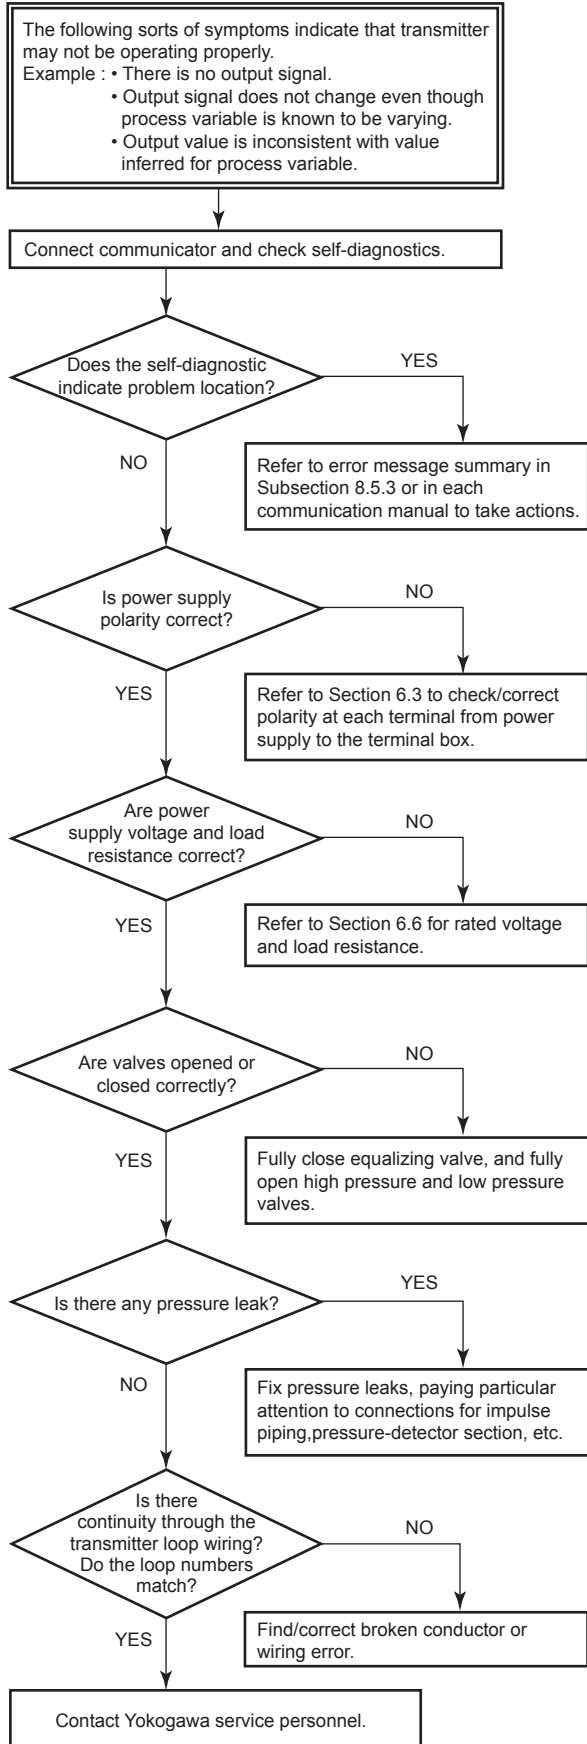 The following sorts of symptoms indicate that transmitter
may not be operating properly.
Example : • There is no output signal.
• Output signal does not change even though
process variable is known to be varying.
• Output value is inconsistent with value
inferred for process variable.
Connect communicator and check self-diagnostics.
Does the self-diagnostic
indicate problem location?
YES
NO
Refer to error message summary in
Subsection 8.5.3 or in each
communication manual to take actions.
Is power supply
polarity correct?
NO
YES
Refer to Section 6.3 to check/correct
polarity at each terminal from power
supply to the terminal box.
Are power
supply voltage and load
resistance correct?
NO
YES
Refer to Section 6.6 for rated voltage
and load resistance.
Are valves opened or
closed correctly?
NO
YES
Fully close equalizing valve, and fully
open high pressure and low pressure
valves.
Is there any pressure leak?
YES
NO
Fix pressure leaks, paying particular
attention to connections for impulse
piping,pressure-detector section, etc.
Is there
continuity through the
transmitter loop wiring?
Do the loop numbers
match?
NO
YES
Find/correct broken conductor or
wiring error.
Contact Yokogawa service personnel.